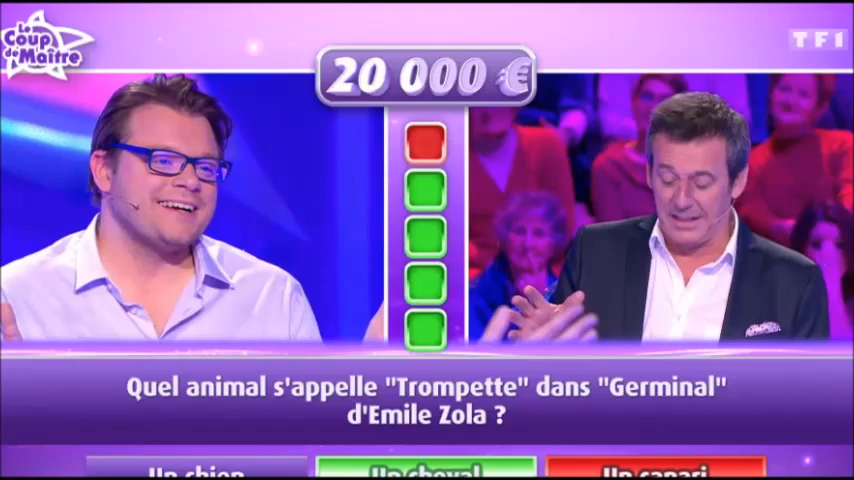 Le
Coup
de Maître
TF1
20 000 €
Quel animal s'appelle "Trompette" dans "Germinal"
d'Emile Zola ?
Un chien
Un cheval
Un canari